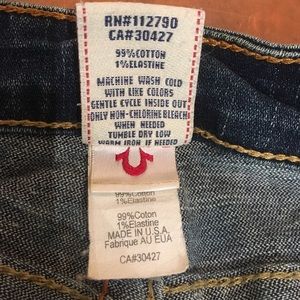 RN#112790
CA#30427
99%COTTON
1%ELASTINE
MACHINE WASH COLD
WITH LIKE COLORS
GENTLE CYCLE INSIDE OUT
ONLY NON-CHLORINE BLEACH
WHEN NEEDED
TUMBLE DRY LOW
WARM IRON IF NEEDED
99%Cotton
1%Elastine
99%Coton
1%Elastine
MADE IN U.S.A.
Fabrique AU EUA
CA#30427